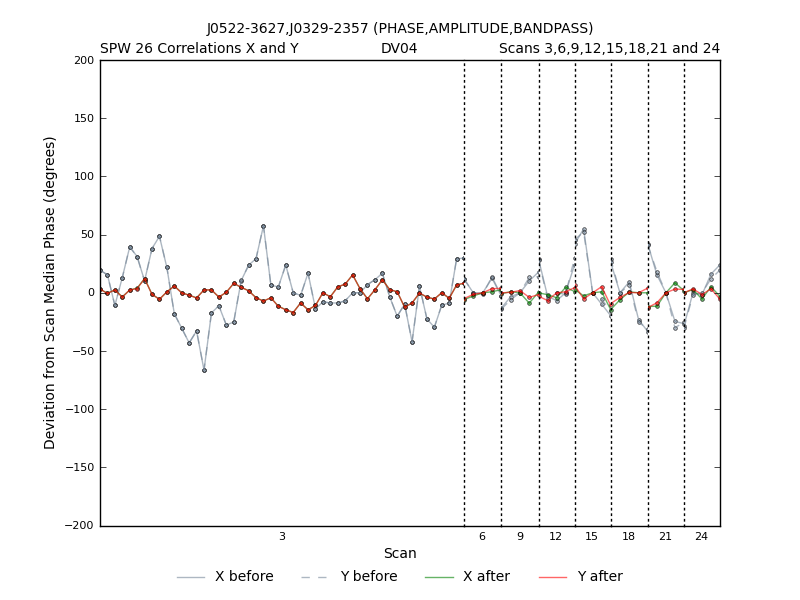 J0522-3627,J0329-2357 (PHASE,AMPLITUDE,BANDPASS)
SPW 26 Correlations X and Y DV04 Scans 3,6,9,12,15,18,21 and 24
200
150
100
50
0
−50
−100
−150
−200
Deviation from Scan Median Phase (degrees)
3 6 9 12 15 18 21 24
Scan
X before Y before X after Y after